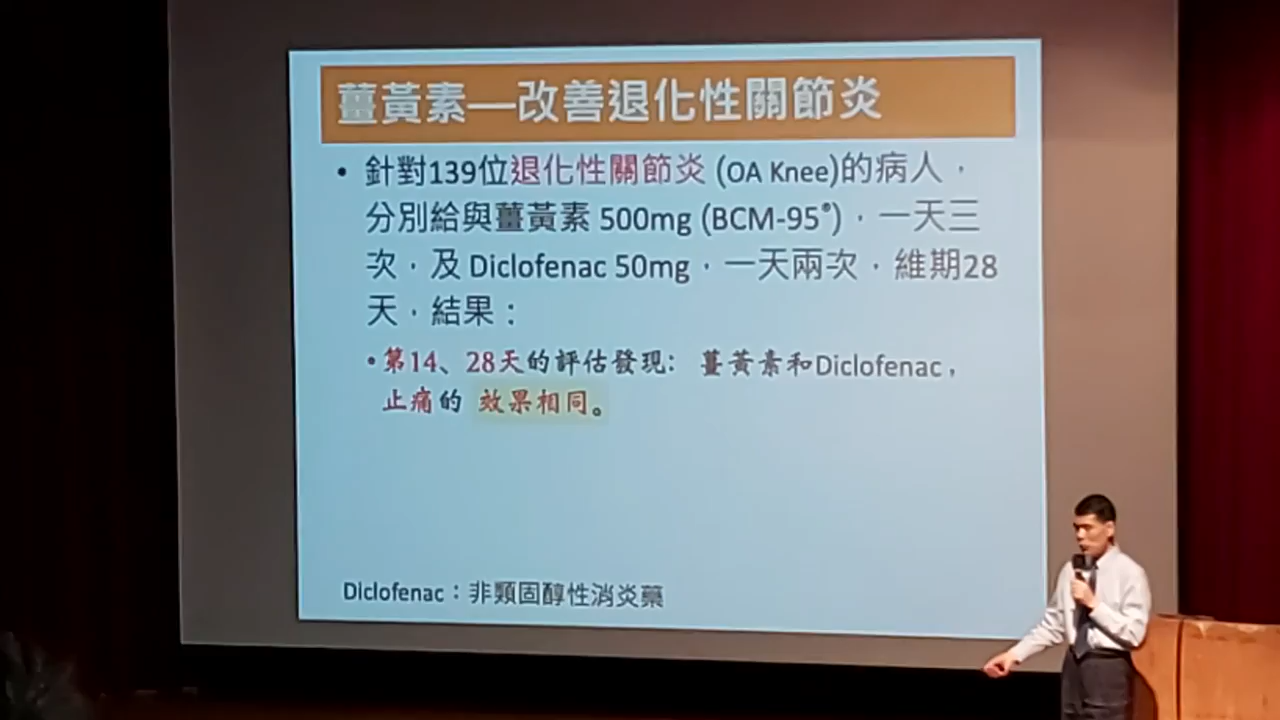 薑黃素—改善退化性關節炎
• 針對139位退化性關節炎 (OA Knee)的病人，
分別給與薑黃素 500mg (BCM-95®)，一天三
次，及 Diclofenac 50mg，一天兩次，維期28
天，結果：
• 第14、28天的評估發現: 薑黃素和Diclofenac，
止痛的 效果相同。
Diclofenac：非類固醇性消炎藥